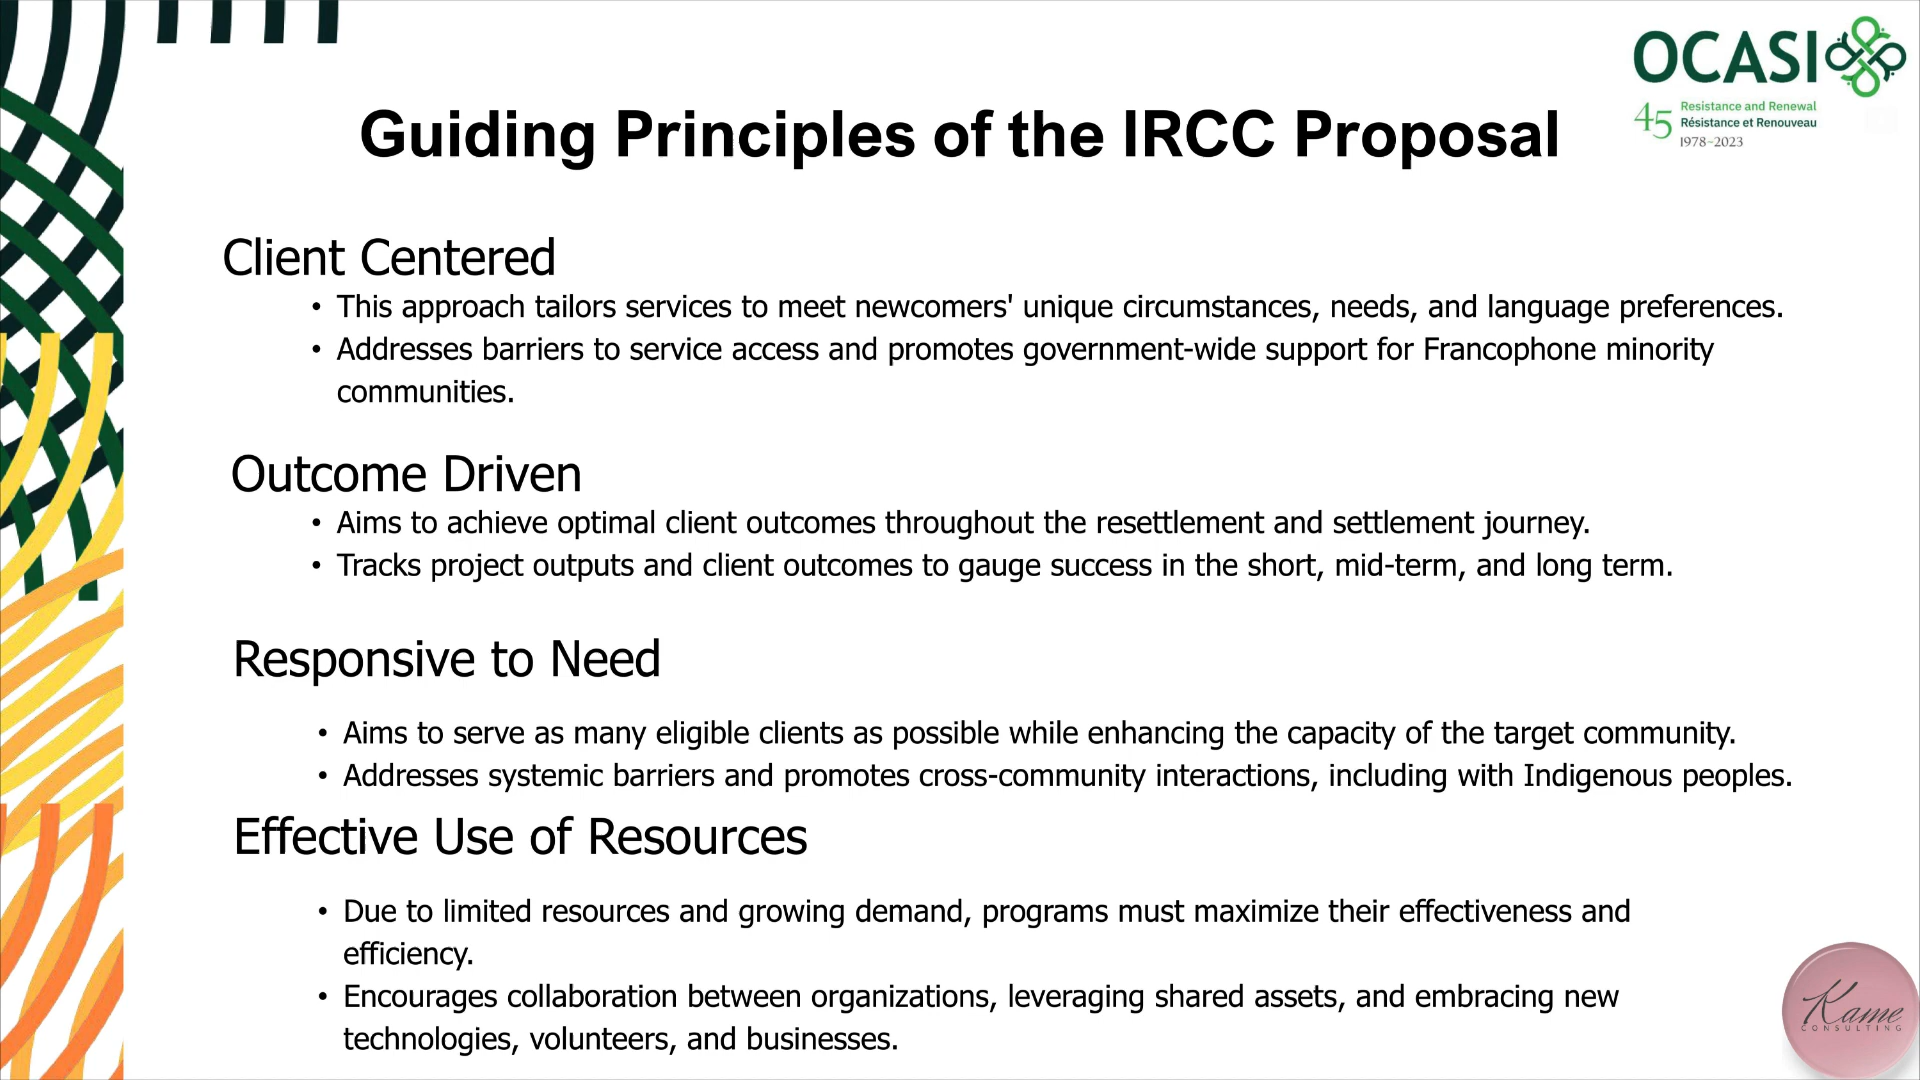 OCASI
45 Resistance and Renewal
Résistance et Renouveau
1978–2023
Guiding Principles of the IRCC Proposal
Client Centered
• This approach tailors services to meet newcomers' unique circumstances, needs, and language preferences.
• Addresses barriers to service access and promotes government-wide support for Francophone minority
communities.
Outcome Driven
• Aims to achieve optimal client outcomes throughout the resettlement and settlement journey.
• Tracks project outputs and client outcomes to gauge success in the short, mid-term, and long term.
Responsive to Need
• Aims to serve as many eligible clients as possible while enhancing the capacity of the target community.
• Addresses systemic barriers and promotes cross-community interactions, including with Indigenous peoples.
Effective Use of Resources
• Due to limited resources and growing demand, programs must maximize their effectiveness and
efficiency.
• Encourages collaboration between organizations, leveraging shared assets, and embracing new
technologies, volunteers, and businesses.
Kame
CONSULTING